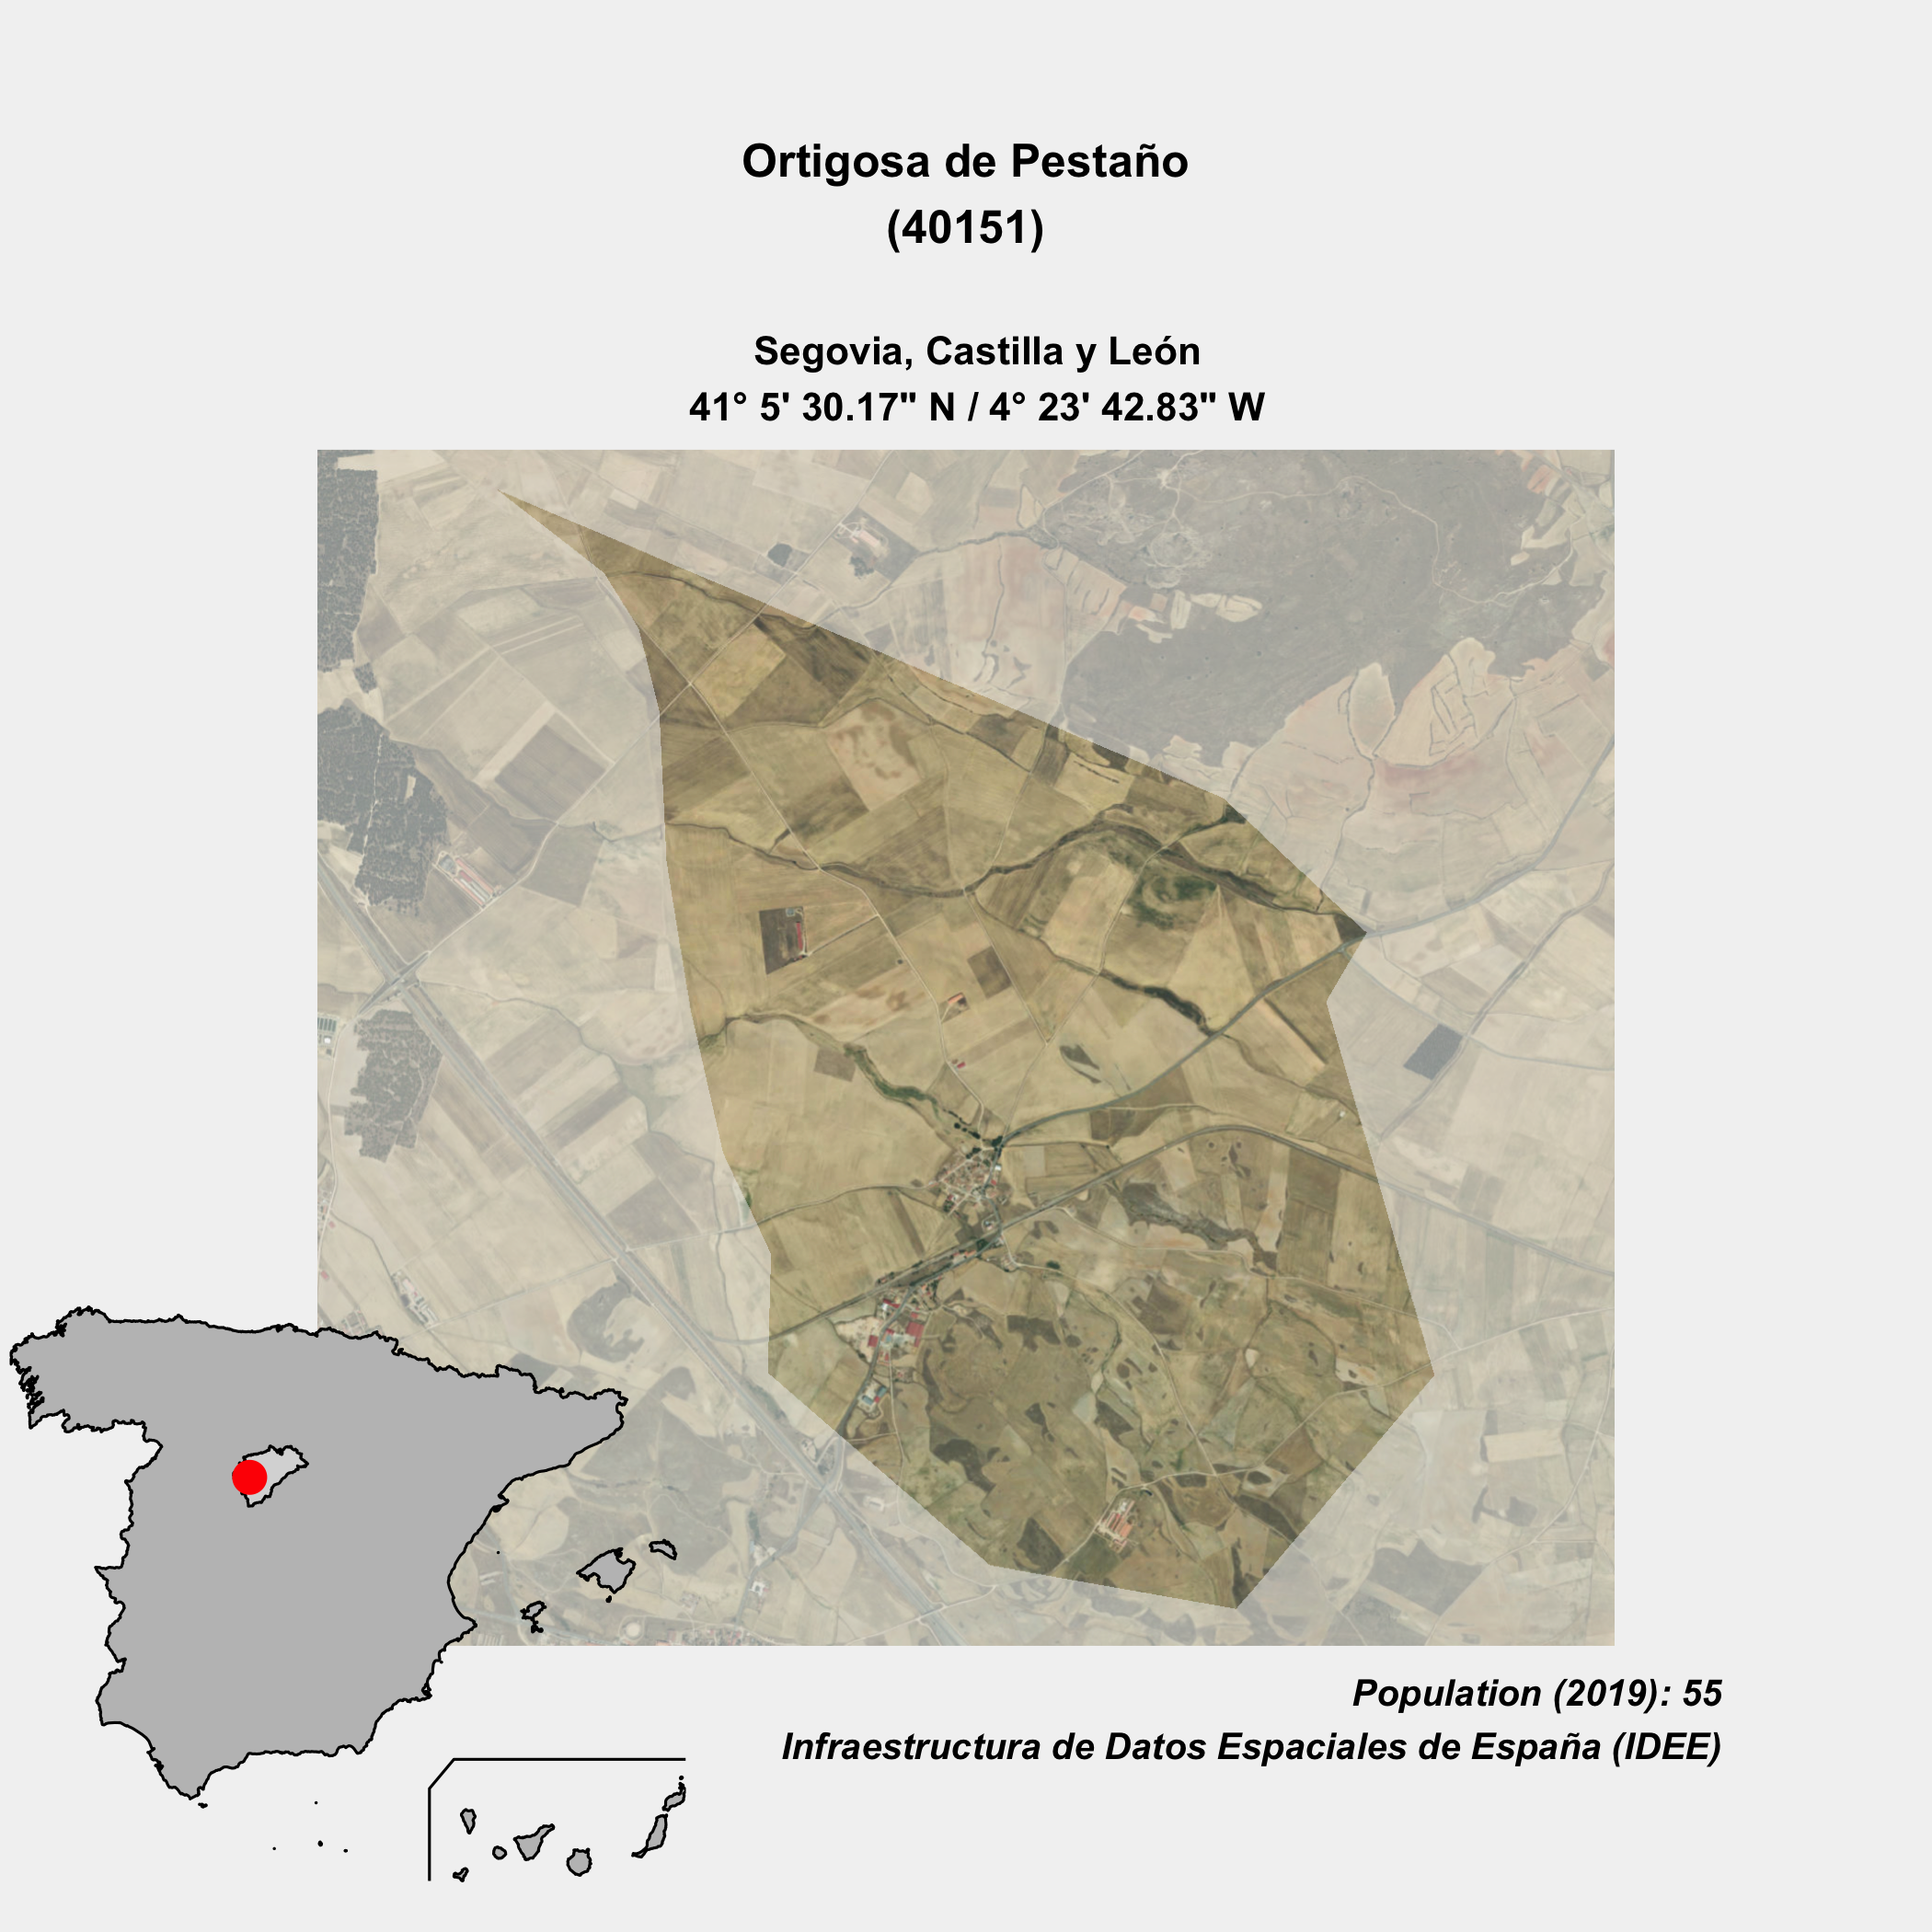 Ortigosa de Pestaño
(40151)
Segovia, Castilla y León
41° 5' 30.17" N / 4° 23' 42.83" W
Population (2019): 55
Infraestructura de Datos Espaciales de España (IDEE)